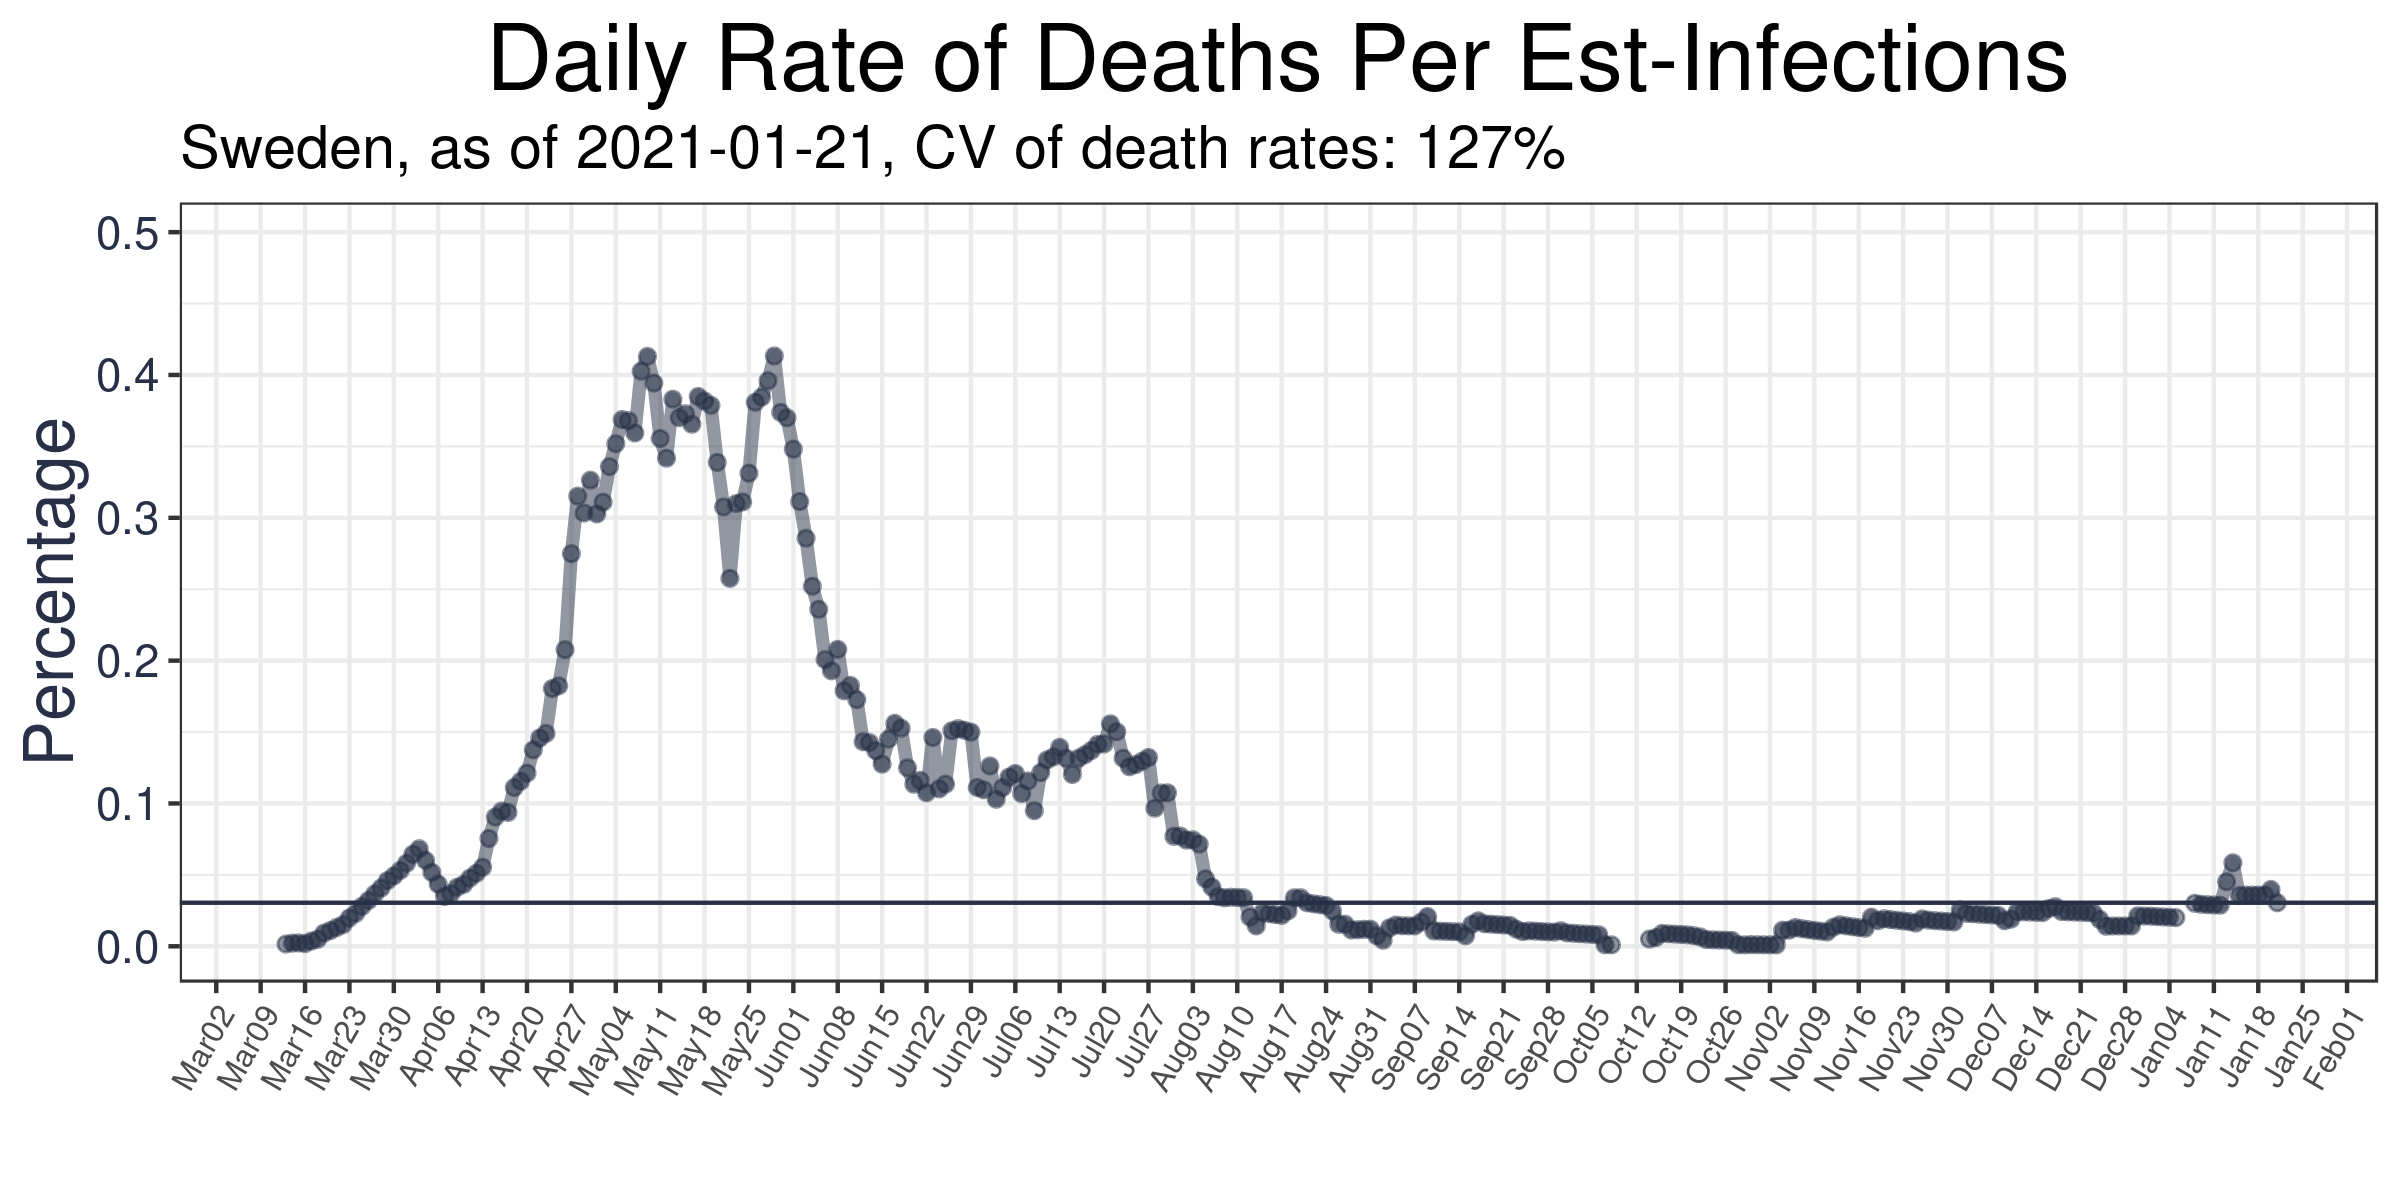 Daily Rate of Deaths Per Est-Infections
Sweden, as of 2021-01-21, CV of death rates: 127%
Percentage
0.5
0.4
0.3
0.2
0.1
0.0
Mar02
Mar09
Mar16
Mar23
Mar30
Apr06
Apr13
Apr20
Apr27
May04
May11
May18
May25
Jun01
Jun08
Jun15
Jun22
Jun29
Jul06
Jul13
Jul20
Jul27
Aug03
Aug10
Aug17
Aug24
Aug31
Sep07
Sep14
Sep21
Sep28
Oct05
Oct12
Oct19
Oct26
Nov02
Nov09
Nov16
Nov23
Nov30
Dec07
Dec14
Dec21
Dec28
Jan04
Jan11
Jan18
Jan25
Feb01